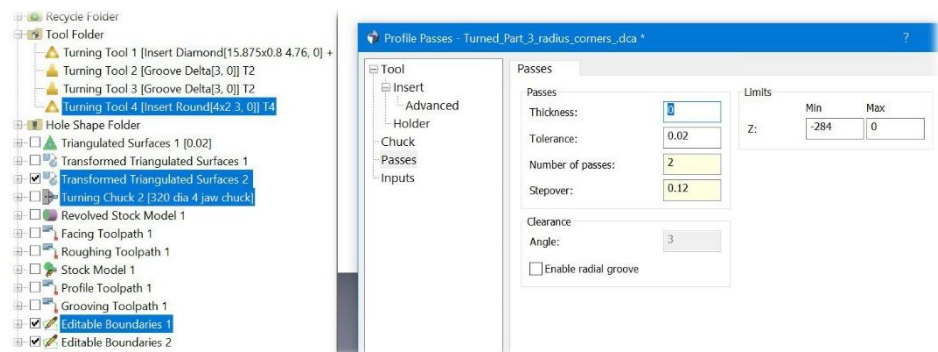 Recycle Folder
Tool Folder
Turning Tool 1 [Insert Diamond[15.875x0.8 4.76, 0] +
Turning Tool 2 [Groove Delta[3, 0]] T2
Turning Tool 3 [Groove Delta[3, 0]] T2
Turning Tool 4 [Insert Round[4x2 3, 0]] T4
Hole Shape Folder
Triangulated Surfaces 1 [0.02]
Transformed Triangulated Surfaces 1
Transformed Triangulated Surfaces 2
Turning Chuck 2 [320 dia 4 jaw chuck]
Revolved Stock Model 1
Facing Toolpath 1
Roughing Toolpath 1
Stock Model 1
Profile Toolpath 1
Grooving Toolpath 1
Editable Boundaries 1
Editable Boundaries 2
Profile Passes - Turned_Part_3_radius_corners_.dca * ?
Tool
Insert
Advanced
Holder
Chuck
Passes
Inputs
Passes
Passes
Thickness: 0
Tolerance: 0.02
Number of passes: 2
Stepover: 0.12
Clearance
Angle: 3
Enable radial groove
Limits
Min Max
Z: -284 0